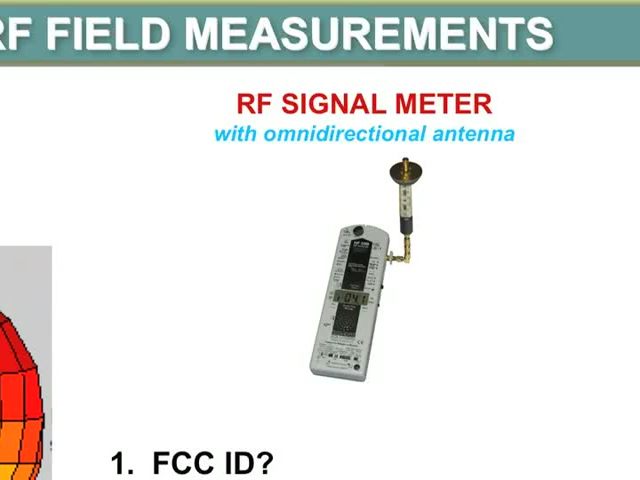 RF FIELD MEASUREMENTS
RF SIGNAL METER
with omnidirectional antenna
1. FCC ID?